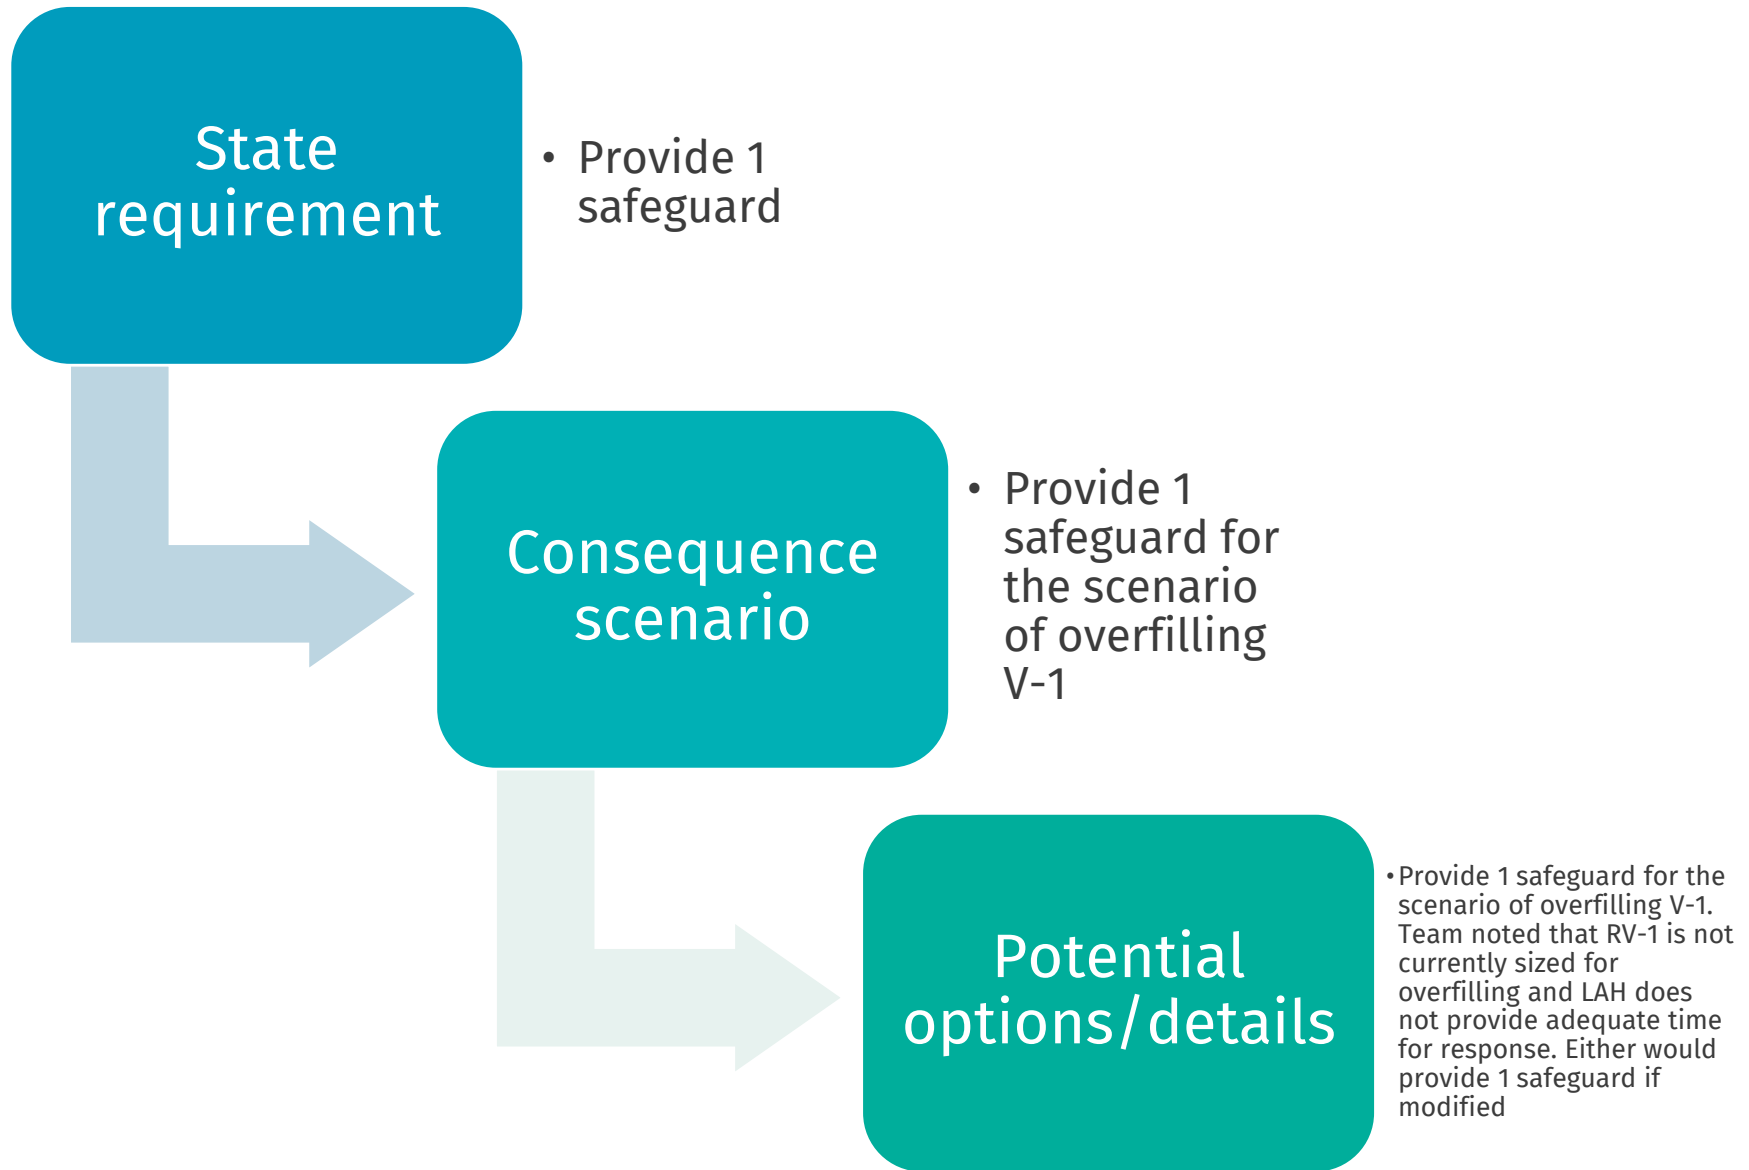 State
requirement
• Provide 1
safeguard
Consequence
scenario
• Provide 1
safeguard for
the scenario
of overfilling
V-1
Potential
options/details
• Provide 1 safeguard for the
scenario of overfilling V-1.
Team noted that RV-1 is not
currently sized for
overfilling and LAH does
not provide adequate time
for response. Either would
provide 1 safeguard if
modified